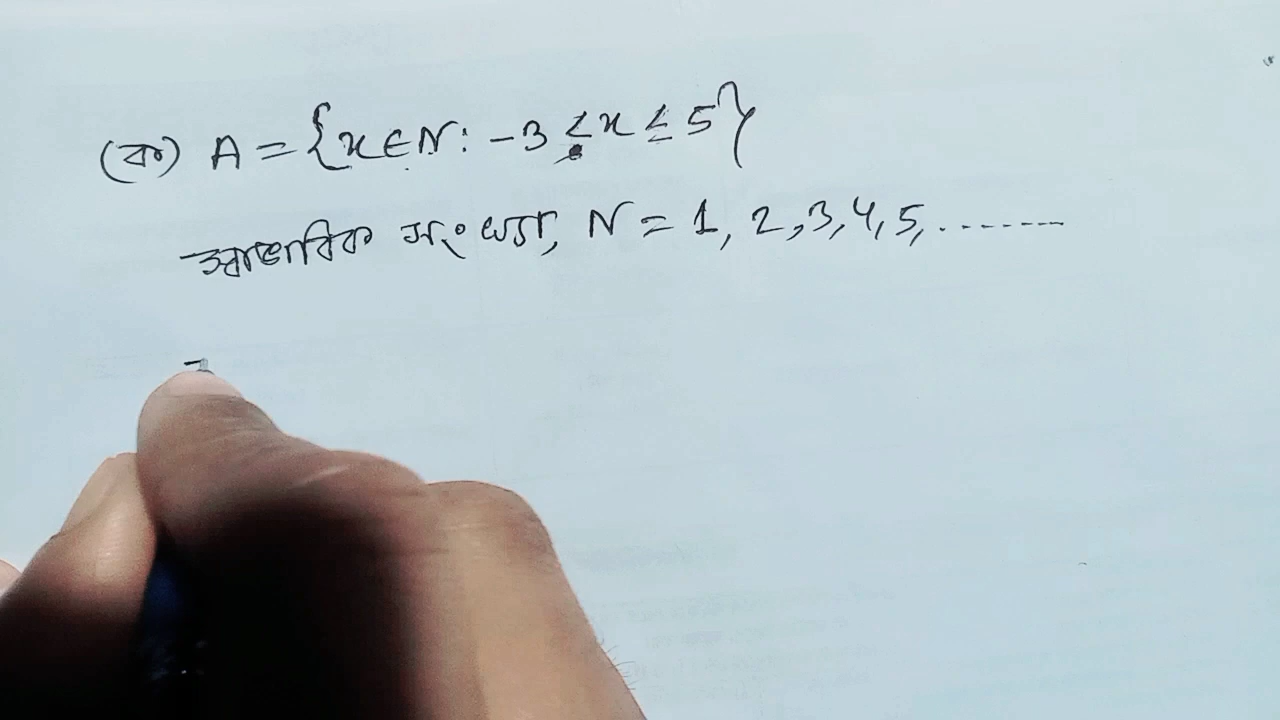 (ক) A = {x∈N: -3 ≤ x ≤ 5}
স্বাভাবিক সংখ্যা, N = 1, 2, 3, 4, 5, .......